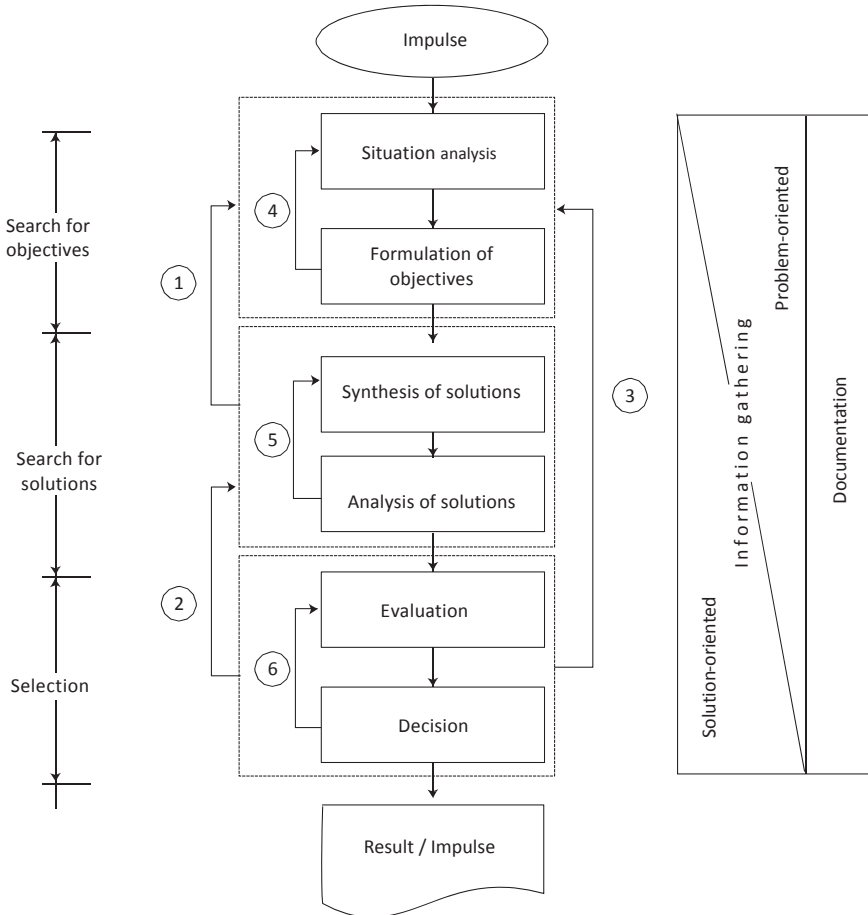 Impulse
Situation analysis
4
Search for
objectives
Formulation of
objectives
1
Problem-oriented
Synthesis of solutions
3
5
Information gathering
Documentation
Search for
solutions
Analysis of solutions
2
Evaluation
6
Selection
Solution-oriented
Decision
Result / Impulse